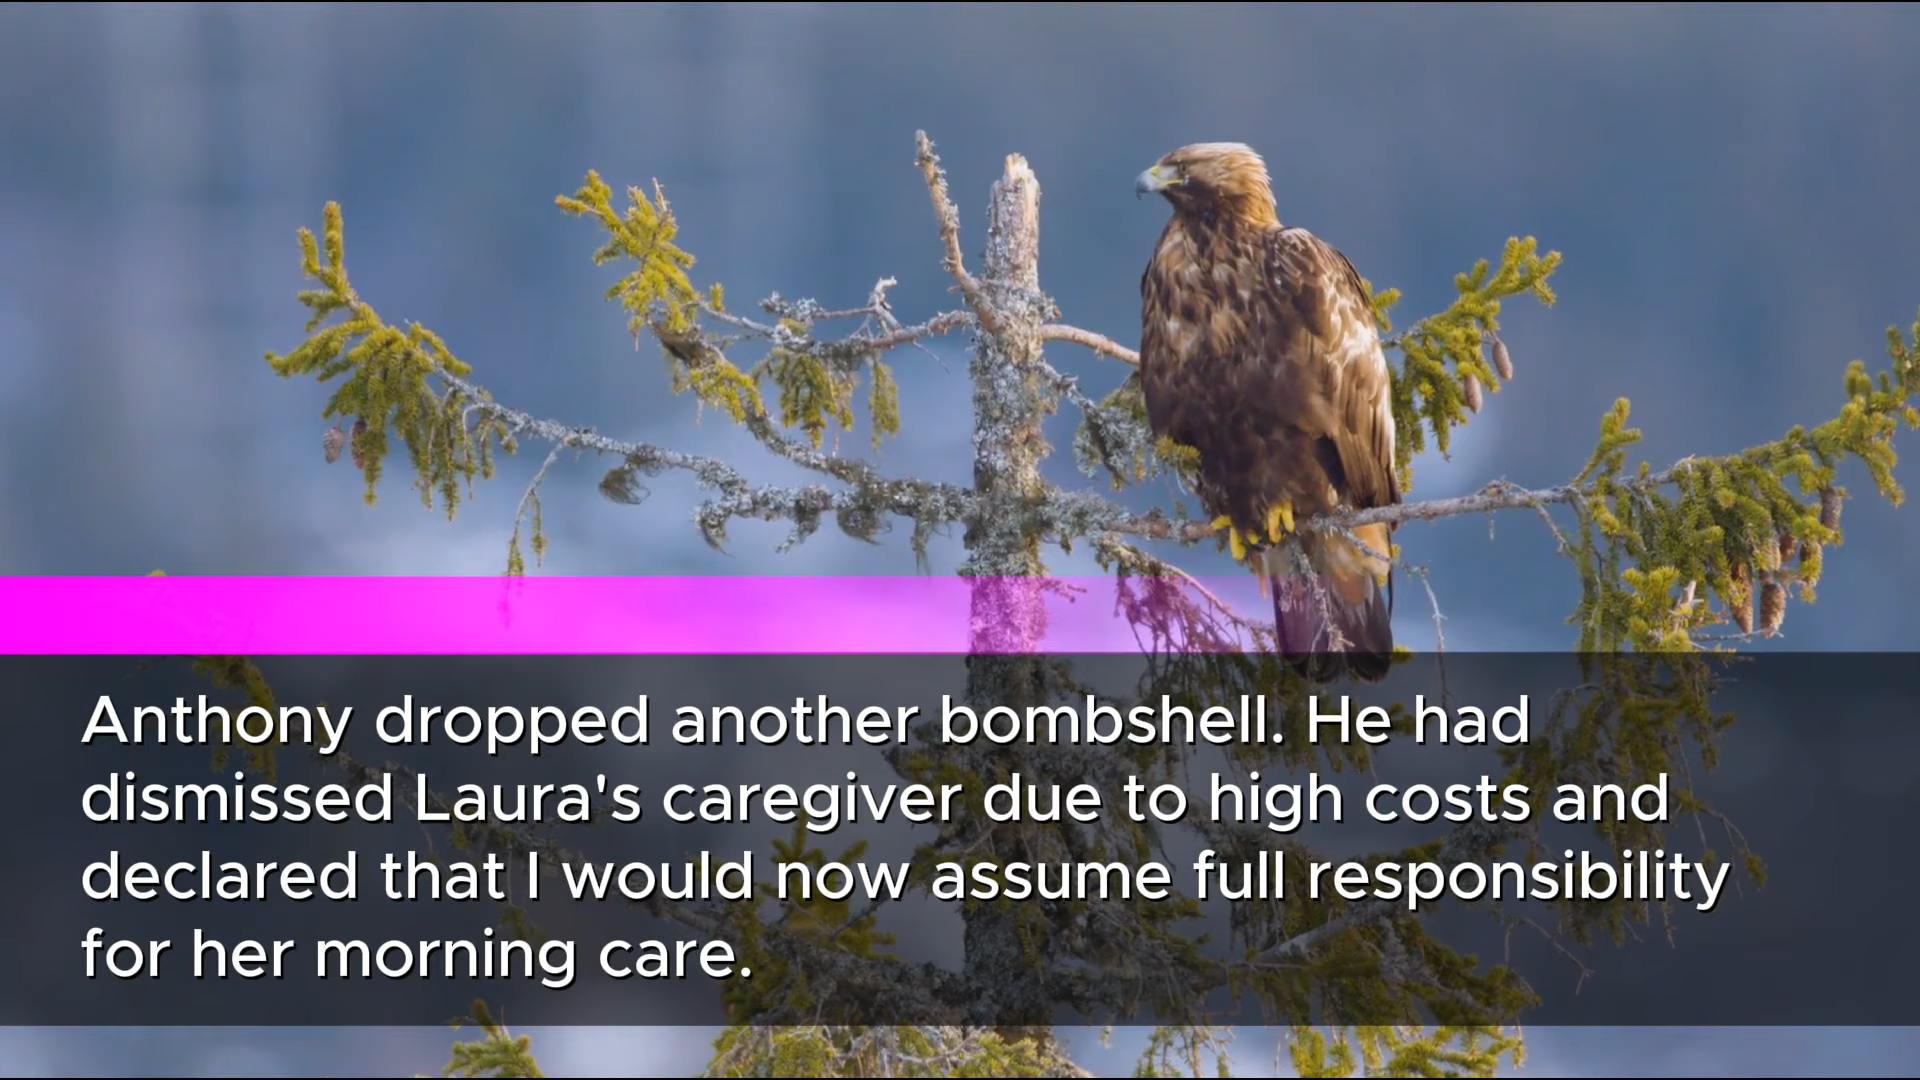 Anthony dropped another bombshell. He had
dismissed Laura's caregiver due to high costs and
declared that I would now assume full responsibility
for her morning care.